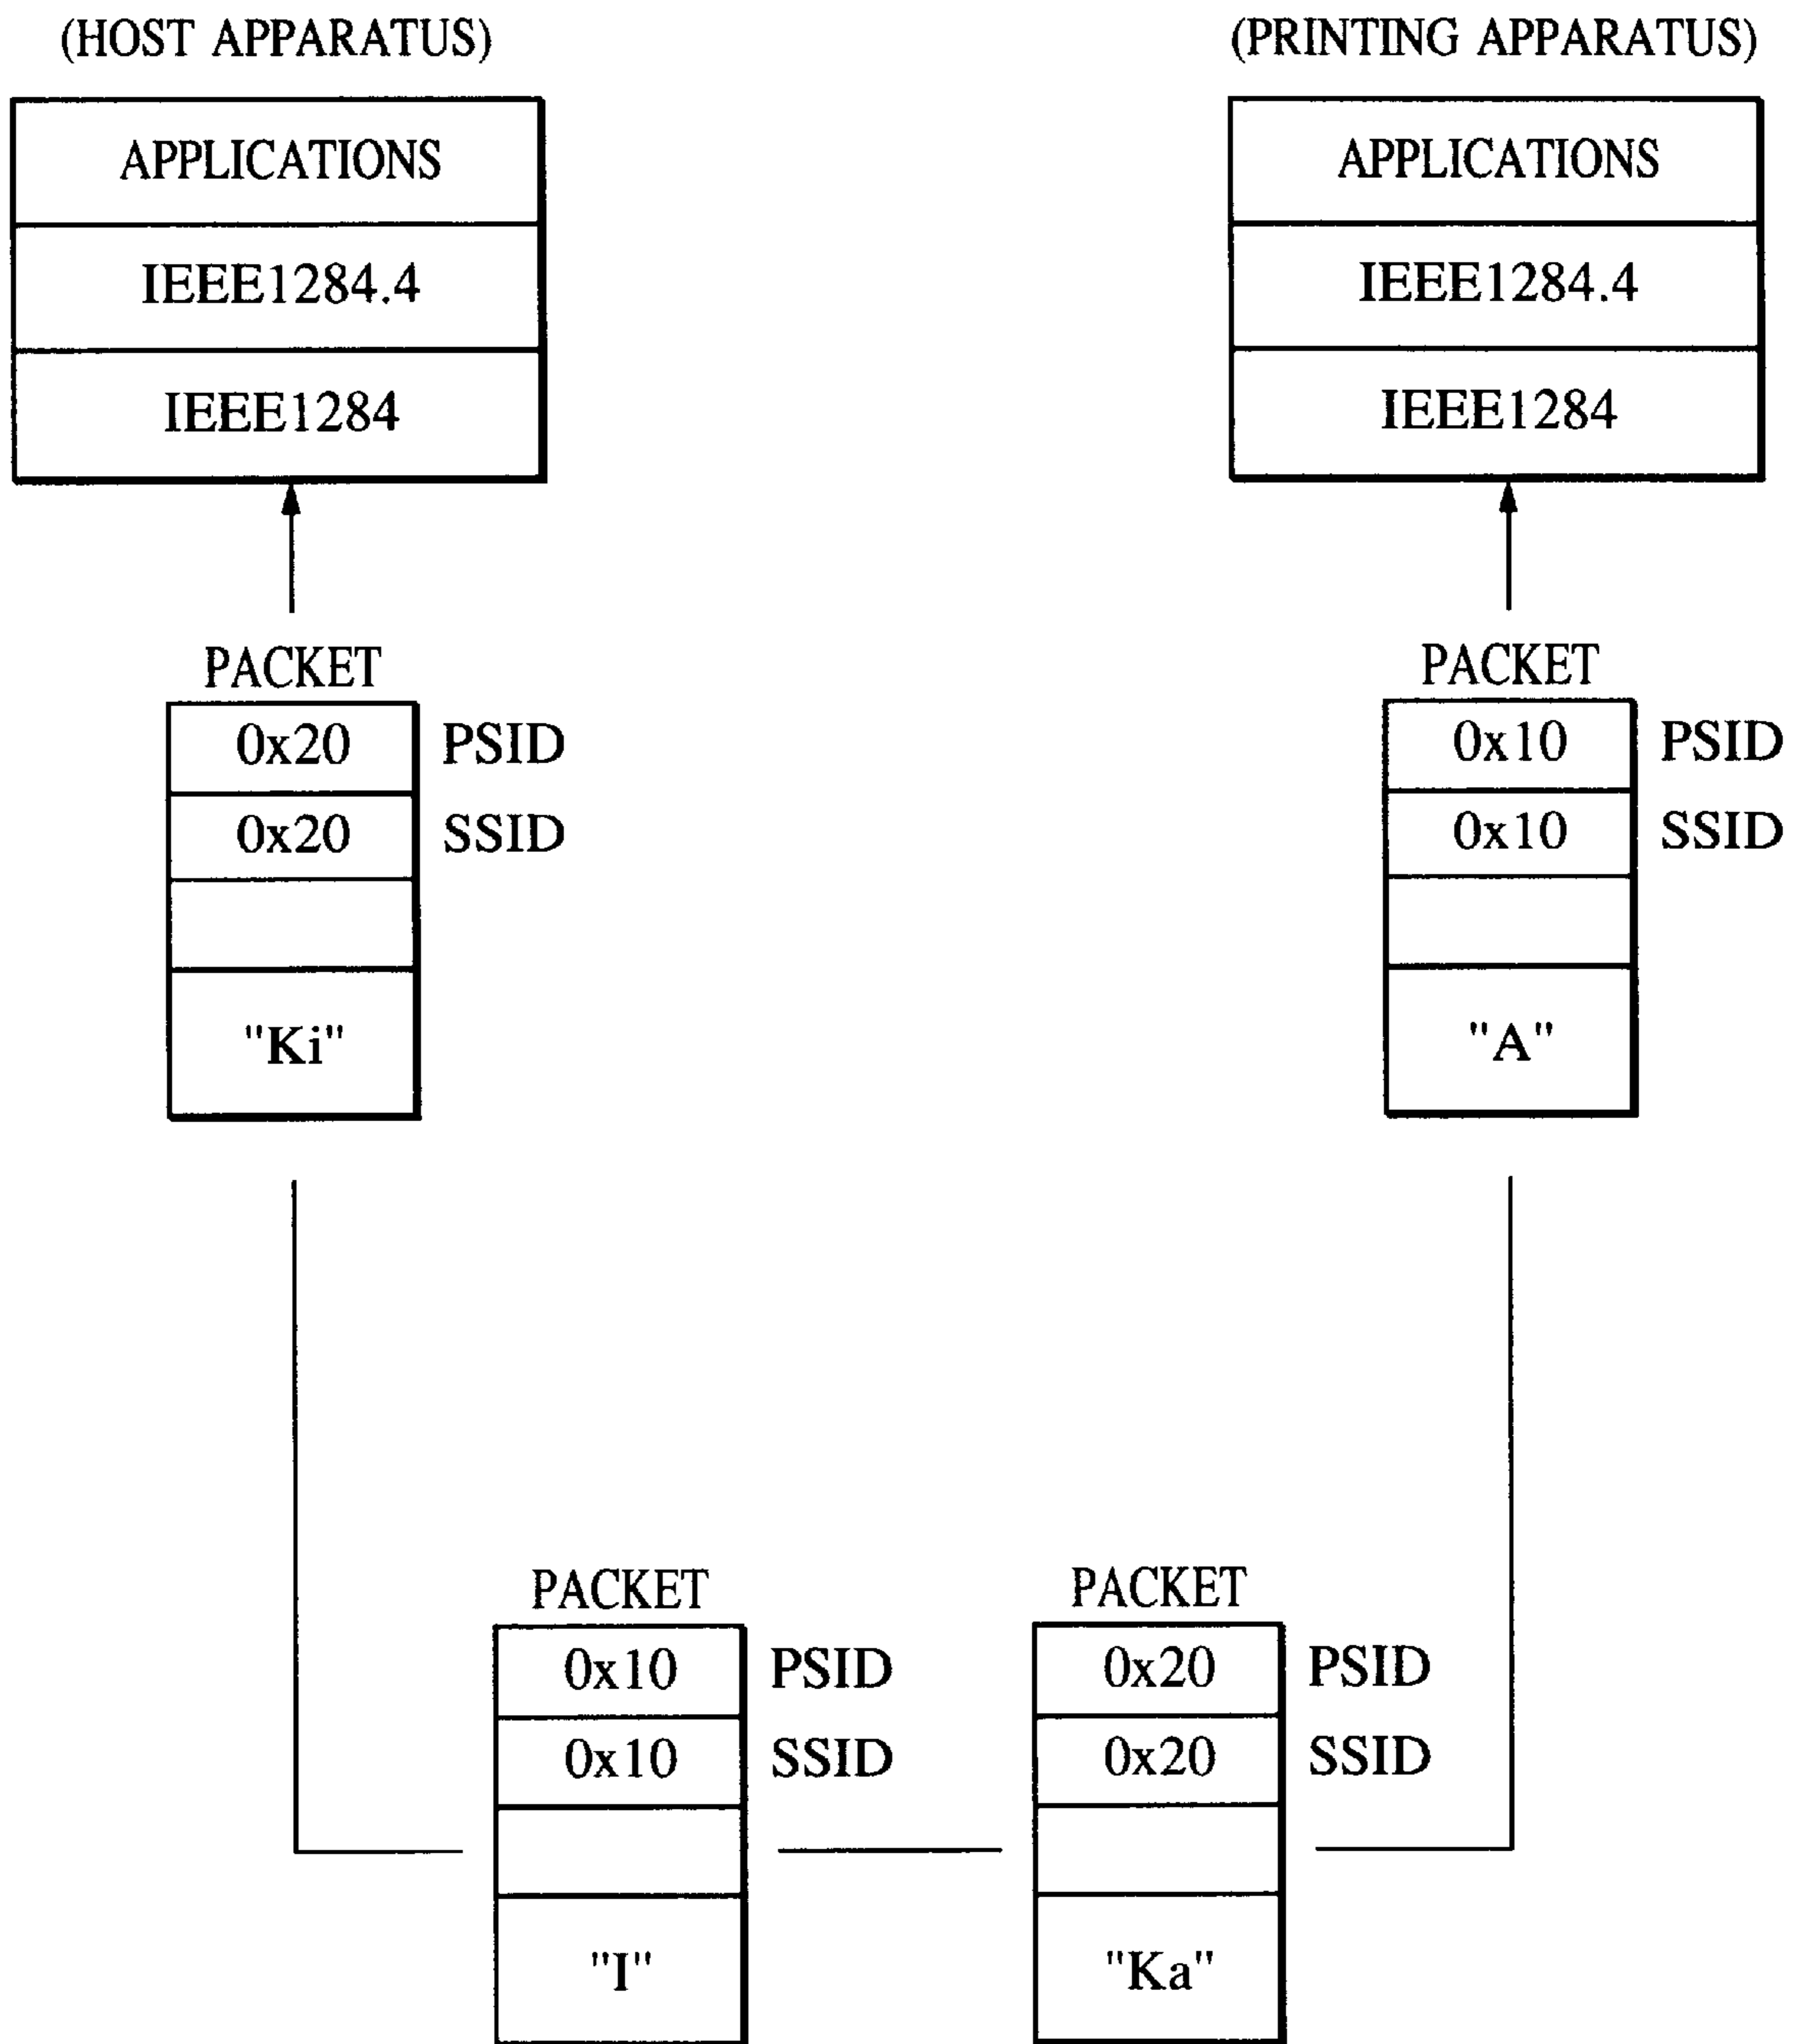 (HOST APPARATUS)
APPLICATIONS
IEEE1284.4
IEEE1284
PACKET
0x20 PSID
0x20 SSID
"Ki"
(PRINTING APPARATUS)
APPLICATIONS
IEEE1284.4
IEEE1284
PACKET
0x10 PSID
0x10 SSID
"A"
PACKET
0x10 PSID
0x10 SSID
"I"
PACKET
0x20 PSID
0x20 SSID
"Ka"